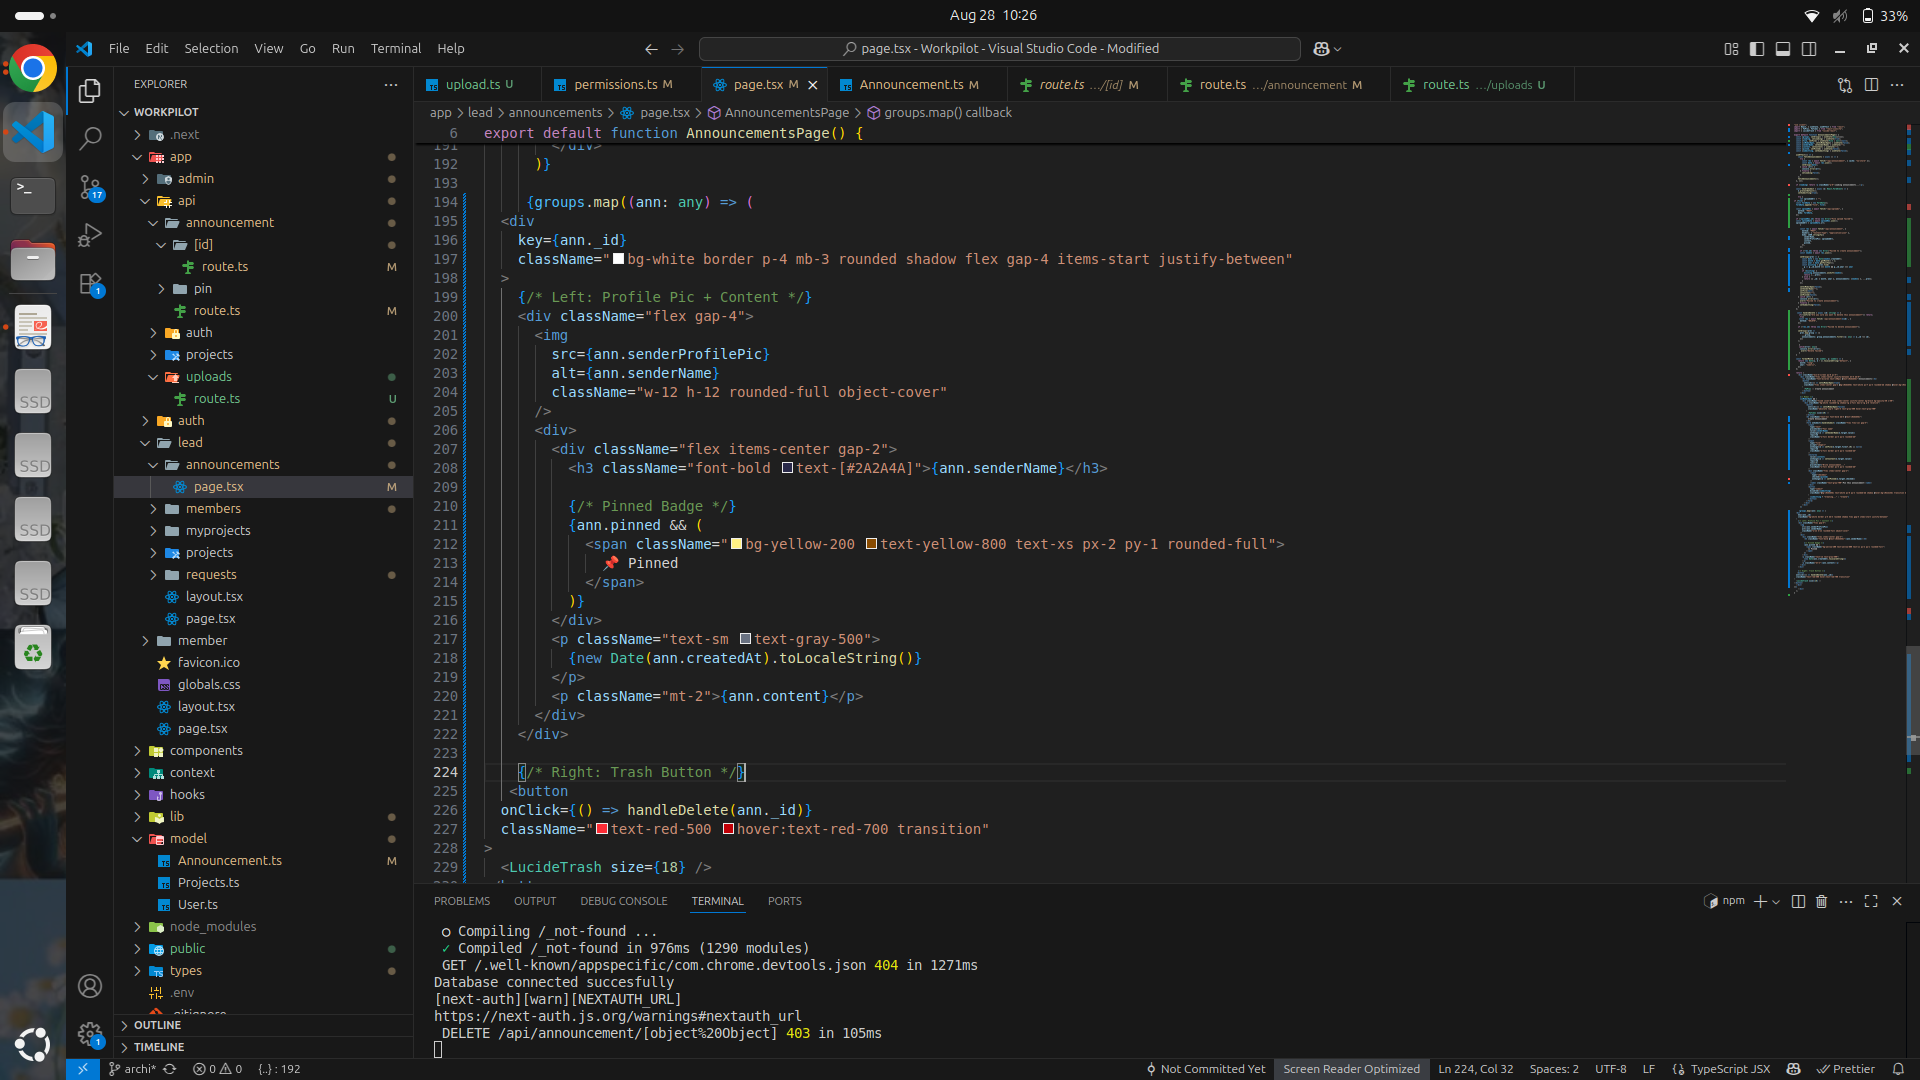 Aug 28 10:26
33%
File Edit Selection View Go Run Terminal Help
page.tsx - Workpilot - Visual Studio Code - Modified
EXPLORER
WORKPILOT
.next
app
admin
api
announcement
[id]
route.ts M
pin
route.ts M
auth
projects
uploads
route.ts U
auth
lead
announcements
page.tsx M
members
myprojects
projects
requests
layout.tsx
page.tsx
member
favicon.ico
globals.css
layout.tsx
page.tsx
components
context
hooks
lib
model
Announcement.ts M
Projects.ts
User.ts
node_modules
public
types
.env
.gitignore
OUTLINE
TIMELINE
17
1
1
SSD
SSD
SSD
SSD
upload.ts U
permissions.ts M
page.tsx M
Announcement.ts M
route.ts .../[id] M
route.ts .../announcement M
route.ts .../uploads U
app > lead > announcements > page.tsx > AnnouncementsPage > groups.map() callback
6 export default function AnnouncementsPage() {
191 </div>
192 )}
193
194 {groups.map((ann: any) => (
195 <div
196 key={ann._id}
197 className="bg-white border p-4 mb-3 rounded shadow flex gap-4 items-start justify-between"
198 >
199 {/* Left: Profile Pic + Content */}
200 <div className="flex gap-4">
201 <img
202 src={ann.senderProfilePic}
203 alt={ann.senderName}
204 className="w-12 h-12 rounded-full object-cover"
205 />
206 <div>
207 <div className="flex items-center gap-2">
208 <h3 className="font-bold text-[#2A2A4A]">{ann.senderName}</h3>
209
210 {/* Pinned Badge */}
211 {ann.pinned && (
212 <span className="bg-yellow-200 text-yellow-800 text-xs px-2 py-1 rounded-full">
213 📌 Pinned
214 </span>
215 )}
216 </div>
217 <p className="text-sm text-gray-500">
218 {new Date(ann.createdAt).toLocaleString()}
219 </p>
220 <p className="mt-2">{ann.content}</p>
221 </div>
222 </div>
223
224 {/* Right: Trash Button */}
225 <button
226 onClick={() => handleDelete(ann._id)}
227 className="text-red-500 hover:text-red-700 transition"
228 >
229 <LucideTrash size={18} />
PROBLEMS OUTPUT DEBUG CONSOLE TERMINAL PORTS
npm
○ Compiling /_not-found ...
✓ Compiled /_not-found in 976ms (1290 modules)
GET /.well-known/appspecific/com.chrome.devtools.json 404 in 1271ms
Database connected succesfully
[next-auth][warn][NEXTAUTH_URL]
https://next-auth.js.org/warnings#nextauth_url
DELETE /api/announcement/[object%20Object] 403 in 105ms
archi* 0 0 {..} : 192
Not Committed Yet Screen Reader Optimized Ln 224, Col 32 Spaces: 2 UTF-8 LF {} TypeScript JSX Prettier